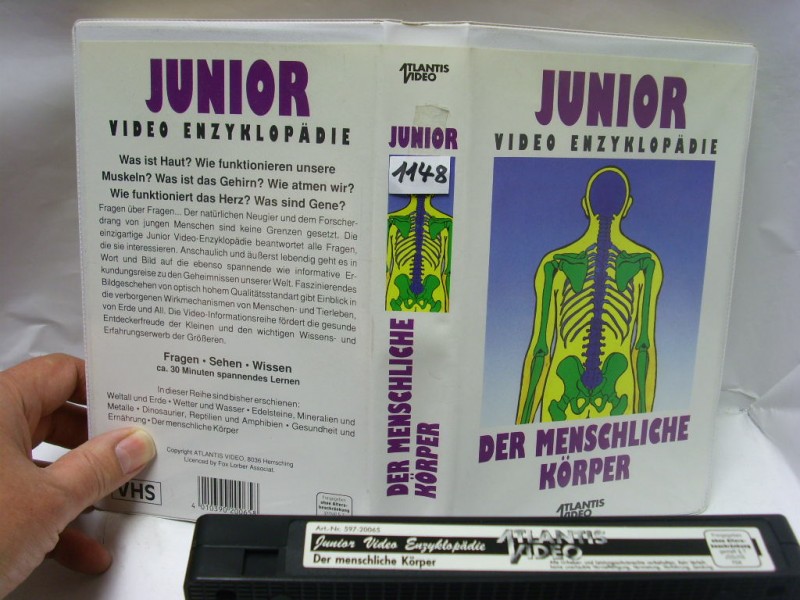 JUNIOR
VIDEO ENZYKLOPÄDIE
Was ist Haut? Wie funktionieren unsere
Muskeln? Was ist das Gehirn? Wie atmen wir?
Wie funktioniert das Herz? Was sind Gene?
Fragen über Fragen... Der natürlichen Neugier und dem Forscher-
drang von jungen Menschen sind keine Grenzen gesetzt. Die
einzigartige Junior Video-Enzyklopädie beantwortet alle Fragen,
die sie interessieren. Anschaulich und äußerst lebendig geht es in
Wort und Bild auf die ebenso spannende wie informative Er-
kundungsreise zu den Geheimnissen unserer Welt. Faszinierendes
Bildgeschehen von optisch hohem Qualitätsstandart gibt Einblick in
die verborgenen Wirkmechanismen von Menschen- und Tierleben,
von Erde und All. Die Video-Informationsreihe fördert die gesunde
Entdeckerfreude der Kleinen und den wichtigen Wissens- und
Erfahrungserwerb der Größeren.
Fragen • Sehen • Wissen
ca. 30 Minuten spannendes Lernen
In dieser Reihe sind bisher erschienen:
Weltall und Erde • Wetter und Wasser • Edelsteine, Mineralien und
Metalle • Dinosaurier, Reptilien und Amphibien • Gesundheit und
Ernährung • Der menschliche Körper
Copyright ATLANTIS VIDEO, 8036 Herrsching
Licenced by Fox Lorber Associat.
VHS
ATLANTIS
VIDEO
JUNIOR
1148
DER MENSCHLICHE
KÖRPER
JUNIOR
VIDEO ENZYKLOPÄDIE
DER MENSCHLICHE
KÖRPER
ATLANTIS
VIDEO
Art.-Nr. 597-20065
Junior Video Enzyklopädie
Der menschliche Körper
ATLANTIS
VIDEO